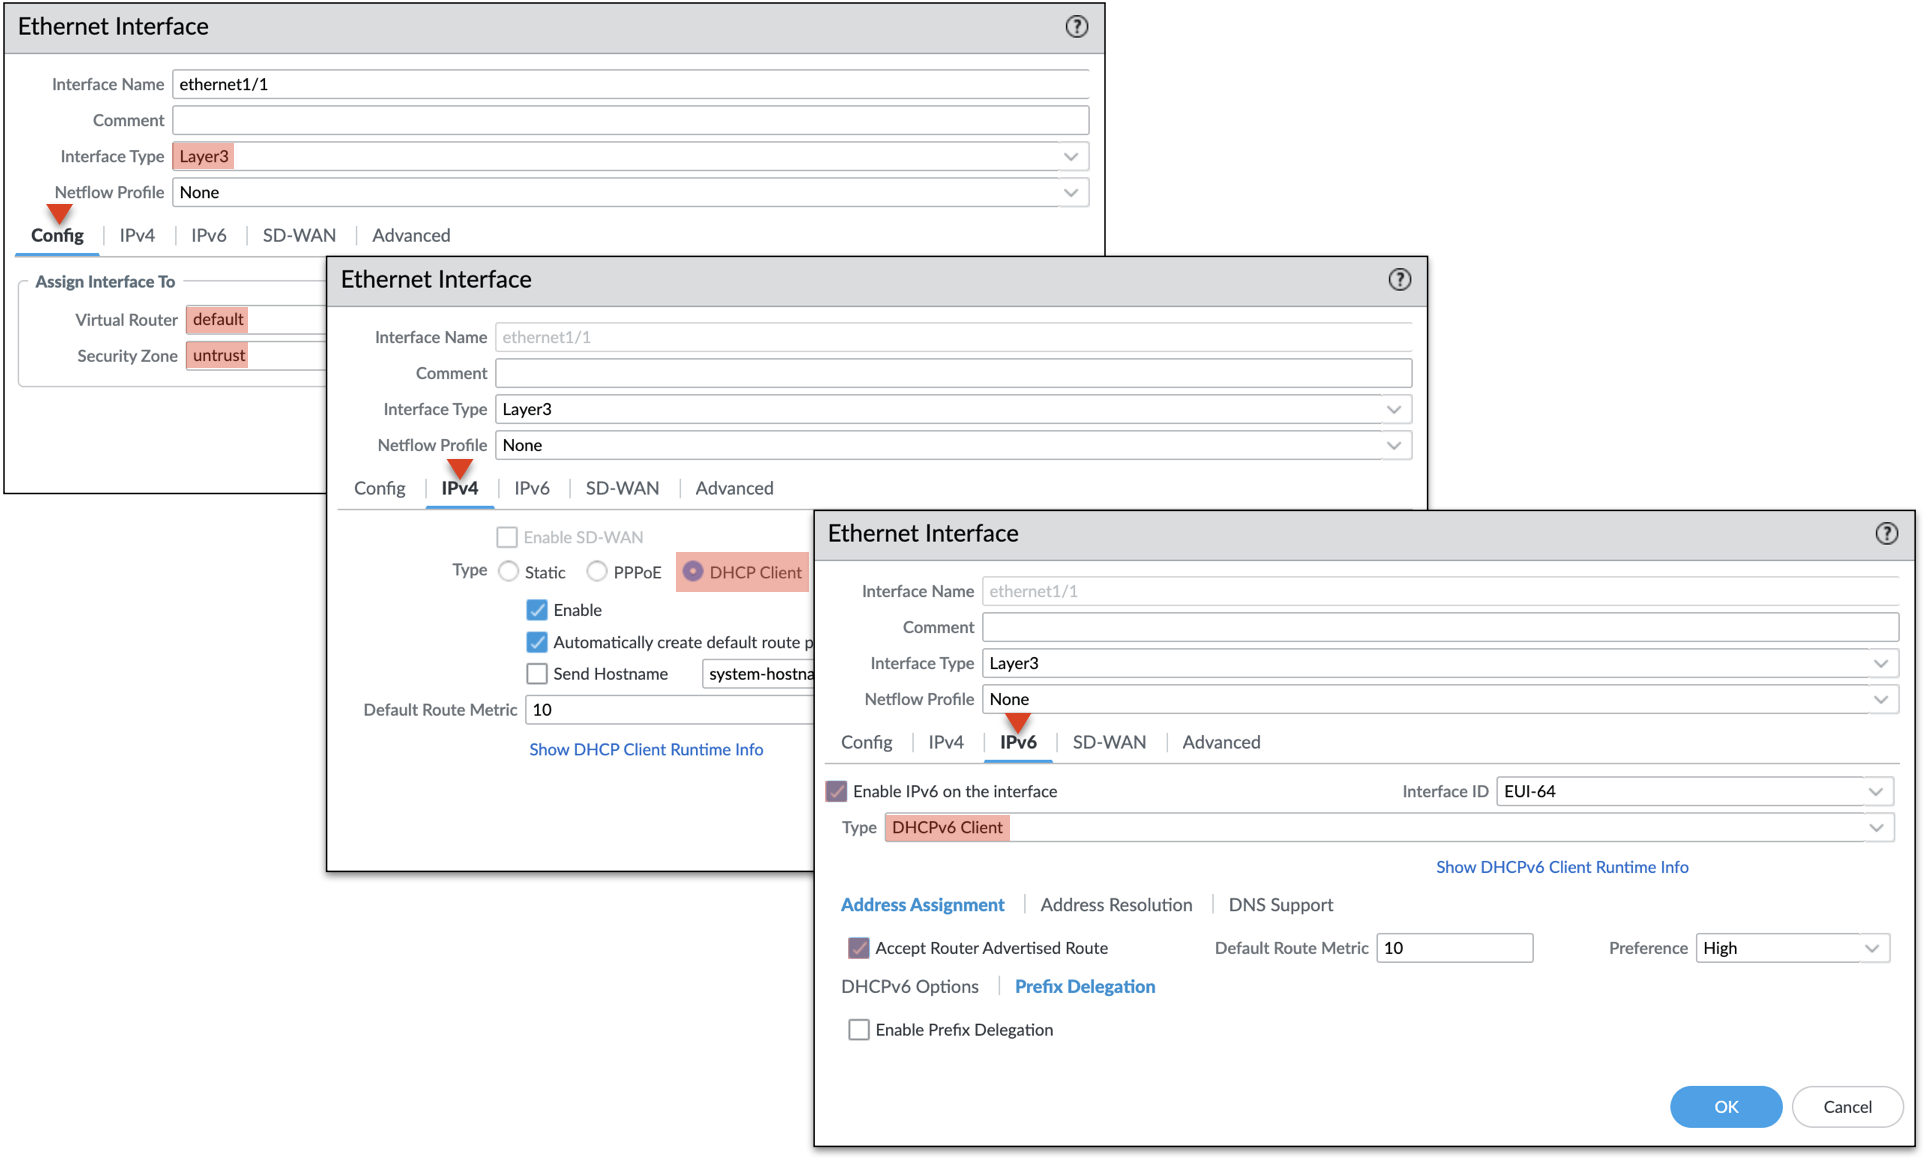 Ethernet Interface
Interface Name ethernet1/1
Comment
Interface Type Layer3
Netflow Profile None
Config IPv4 IPv6 SD-WAN Advanced
Assign Interface To
Virtual Router default
Security Zone untrust
Ethernet Interface
Interface Name ethernet1/1
Comment
Interface Type Layer3
Netflow Profile None
Config IPv4 IPv6 SD-WAN Advanced
Enable SD-WAN
Type Static PPPoE DHCP Client
Enable
Automatically create default route p
Send Hostname system-hostna
Default Route Metric 10
Show DHCP Client Runtime Info
Ethernet Interface
Interface Name ethernet1/1
Comment
Interface Type Layer3
Netflow Profile None
Config IPv4 IPv6 SD-WAN Advanced
Enable IPv6 on the interface Interface ID EUI-64
Type DHCPv6 Client
Show DHCPv6 Client Runtime Info
Address Assignment Address Resolution DNS Support
Accept Router Advertised Route Default Route Metric 10 Preference High
DHCPv6 Options Prefix Delegation
Enable Prefix Delegation
OK Cancel